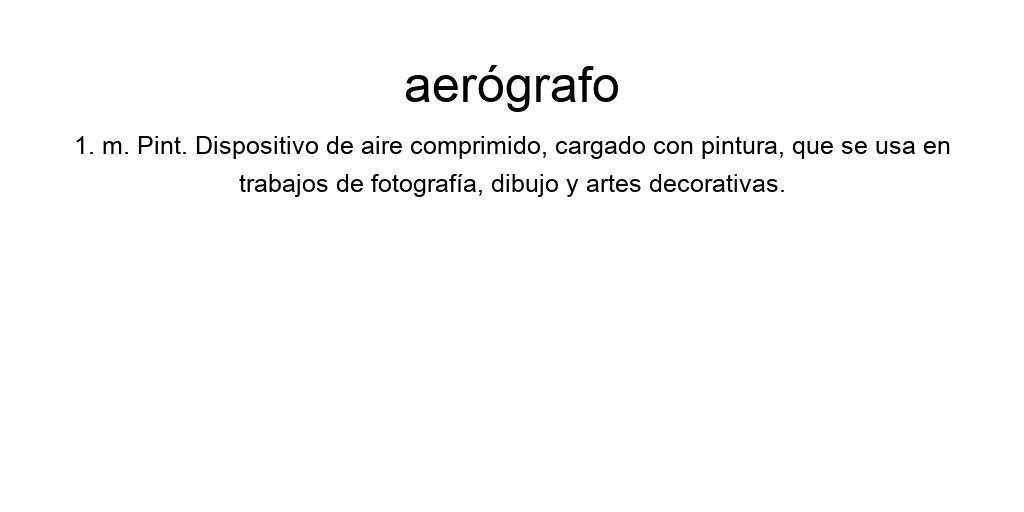 aerógrafo
1. m. Pint. Dispositivo de aire comprimido, cargado con pintura, que se usa en
trabajos de fotografía, dibujo y artes decorativas.